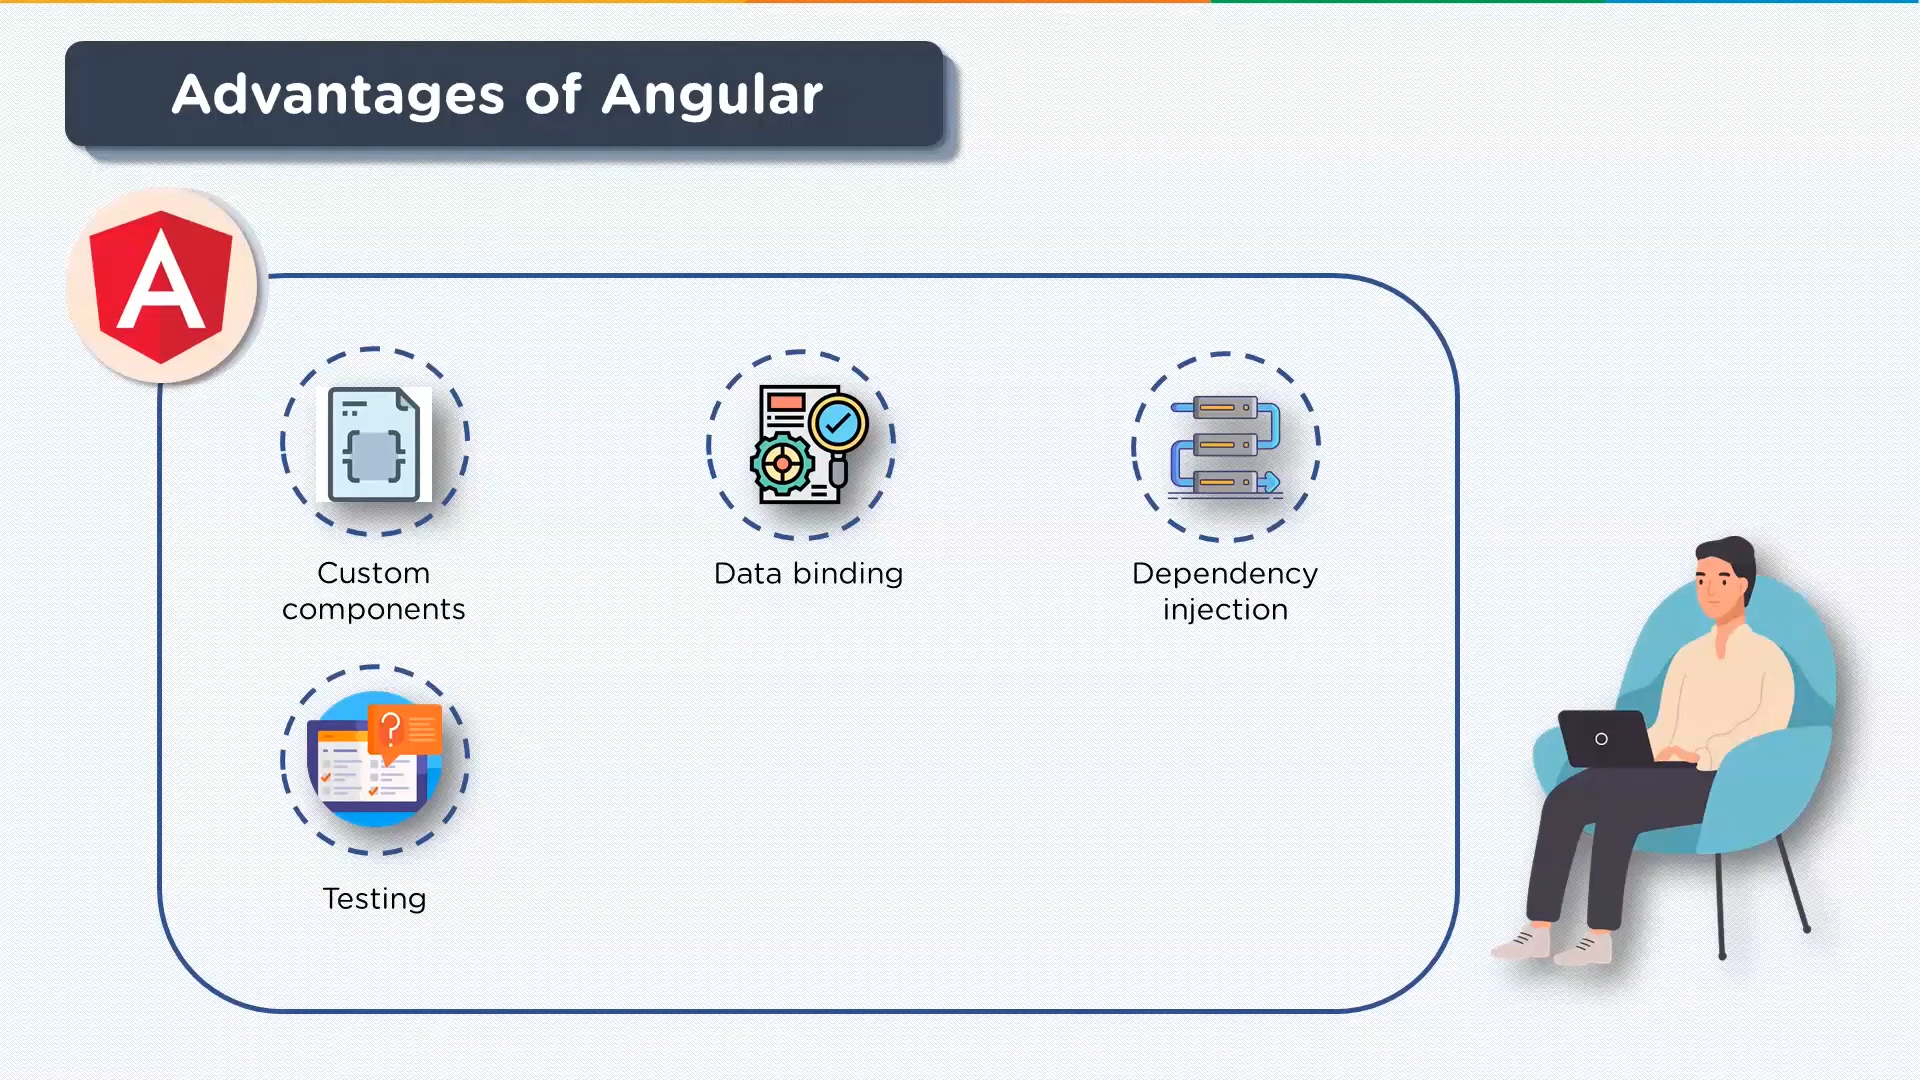 Advantages of Angular
A
Custom
components
Data binding
Dependency
injection
?
Testing